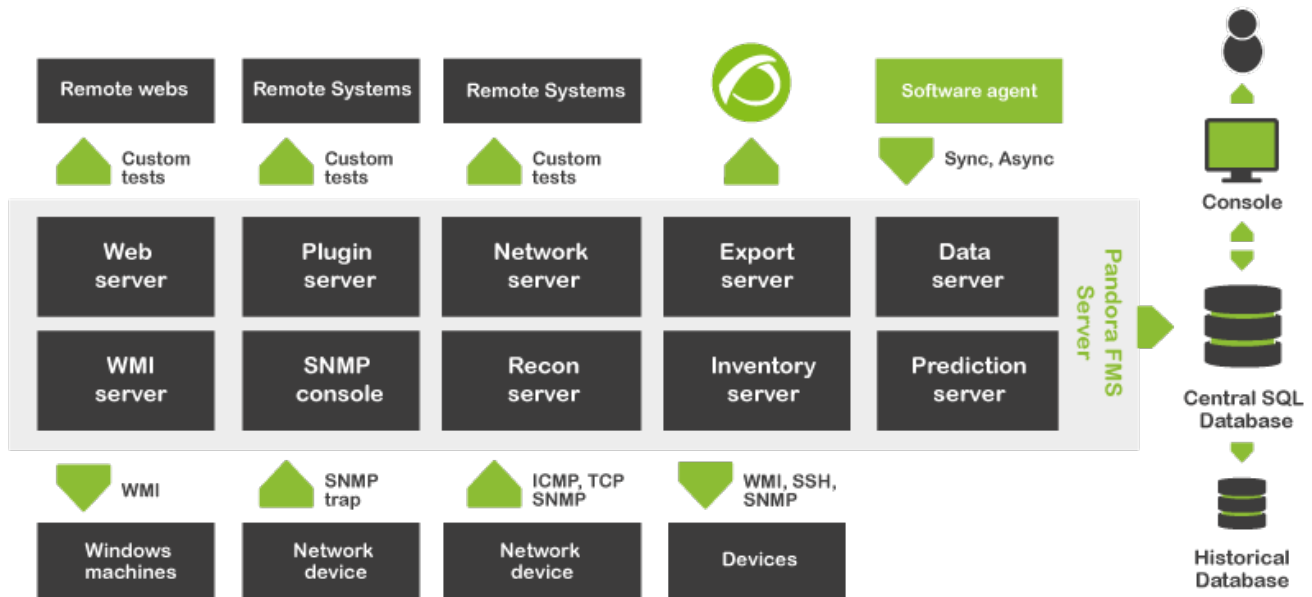 Remote webs
Remote Systems
Remote Systems
Software agent
Custom
tests
Custom
tests
Custom
tests
Sync, Async
Console
Web
server
Plugin
server
Network
server
Export
server
Data
server
WMI
server
SNMP
console
Recon
server
Inventory
server
Prediction
server
Pandora FMS
Server
Central SQL
Database
WMI
SNMP
trap
ICMP, TCP
SNMP
WMI, SSH,
SNMP
Windows
machines
Network
device
Network
device
Devices
Historical
Database